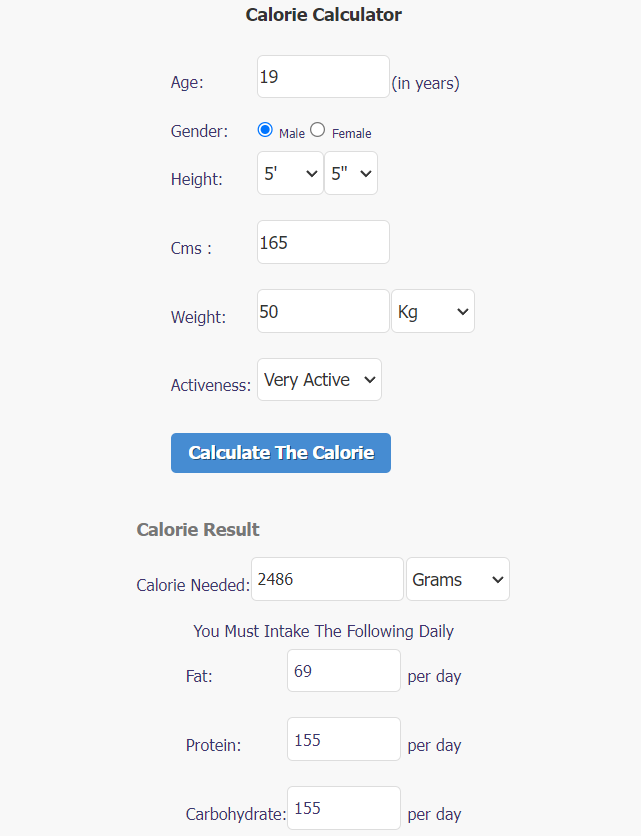 Calorie Calculator
Age: 19 (in years)
Gender: Male Female
Height: 5' 5"
Cms : 165
Weight: 50 Kg
Activeness: Very Active
Calculate The Calorie
Calorie Result
Calorie Needed: 2486 Grams
You Must Intake The Following Daily
Fat: 69 per day
Protein: 155 per day
Carbohydrate: 155 per day